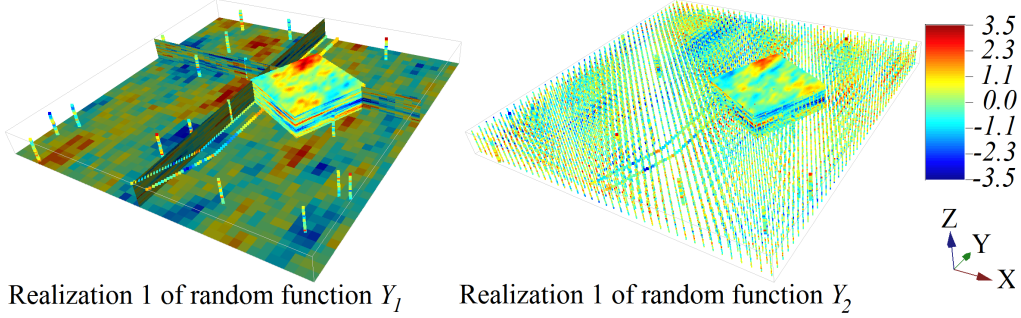 3.5
2.3
1.1
0.0
-1.1
-2.3
-3.5
Z
Y
X
Realization 1 of random function Y₁
Realization 1 of random function Y₂